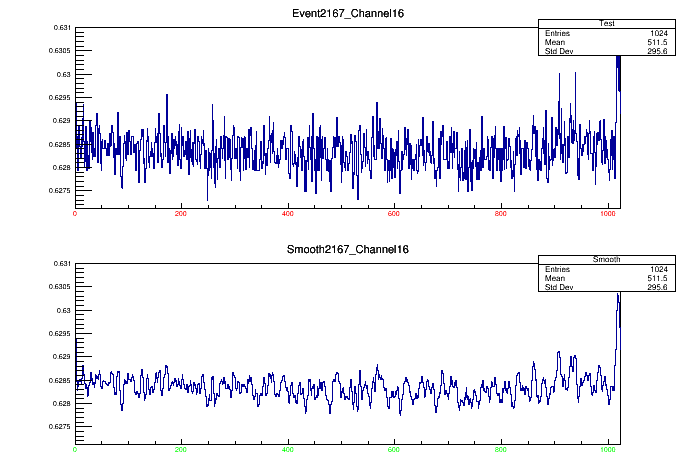 Event2167_Channel16
Test
Entries 1024
Mean 511.5
Std Dev 295.6
0.631
0.6305
0.63
0.6295
0.629
0.6285
0.628
0.6275
0 200 400 600 800 1000
Smooth2167_Channel16
Smooth
Entries 1024
Mean 511.5
Std Dev 295.6
0.631
0.6305
0.63
0.6295
0.629
0.6285
0.628
0.6275
0 200 400 600 800 1000